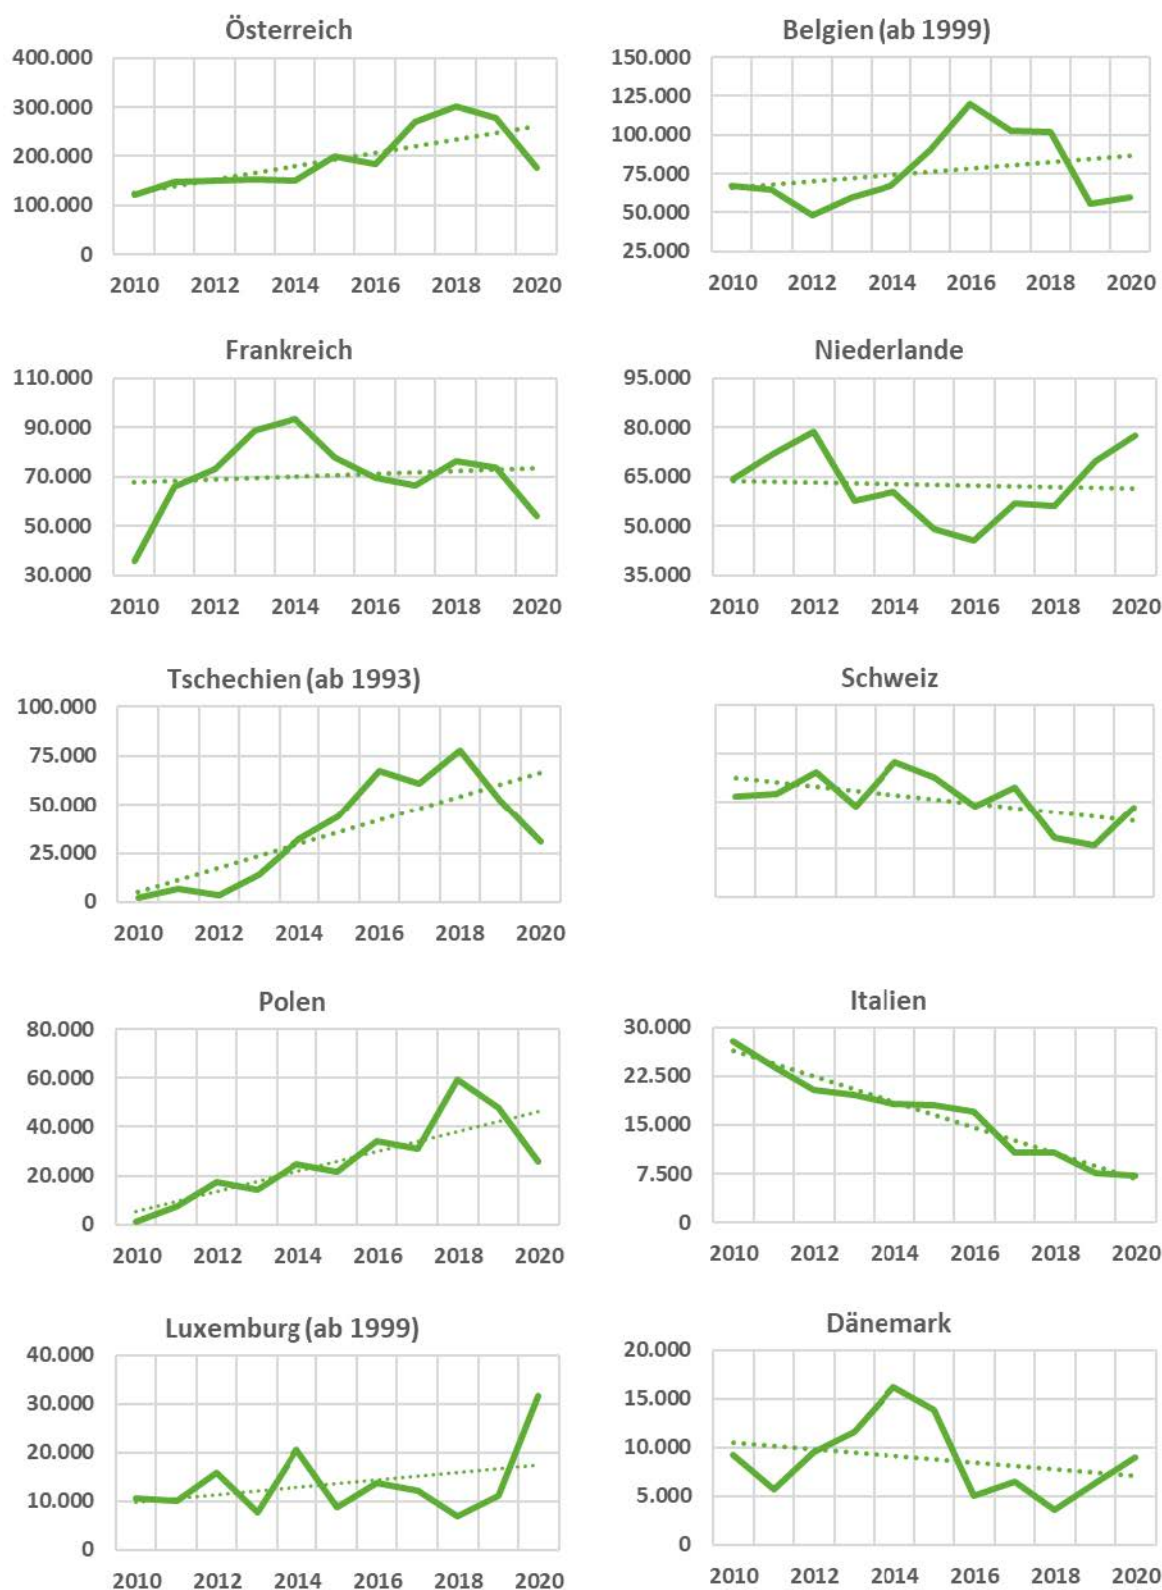 Österreich
400.000
300.000
200.000
100.000
0
2010 2012 2014 2016 2018 2020
Belgien (ab 1999)
150.000
125.000
100.000
75.000
50.000
25.000
2010 2012 2014 2016 2018 2020
Frankreich
110.000
90.000
70.000
50.000
30.000
2010 2012 2014 2016 2018 2020
Niederlande
95.000
80.000
65.000
50.000
35.000
2010 2012 2014 2016 2018 2020
Tschechien (ab 1993)
100.000
75.000
50.000
25.000
0
2010 2012 2014 2016 2018 2020
Schweiz
Polen
80.000
60.000
40.000
20.000
0
2010 2012 2014 2016 2018 2020
Italien
30.000
22.500
15.000
7.500
0
2010 2012 2014 2016 2018 2020
Luxemburg (ab 1999)
40.000
30.000
20.000
10.000
0
2010 2012 2014 2016 2018 2020
Dänemark
20.000
15.000
10.000
5.000
0
2010 2012 2014 2016 2018 2020